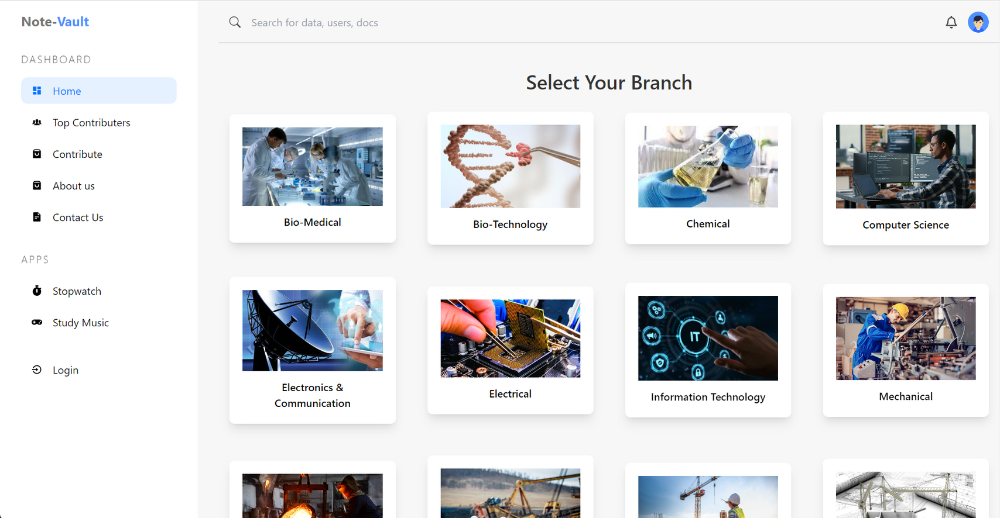 Note-Vault
Search for data, users, docs
DASHBOARD
Home
Top Contributers
Contribute
About us
Contact Us
APPS
Stopwatch
Study Music
Login
Select Your Branch
Bio-Medical
Bio-Technology
Chemical
Computer Science
Electronics &
Communication
Electrical
IT
Information Technology
Mechanical